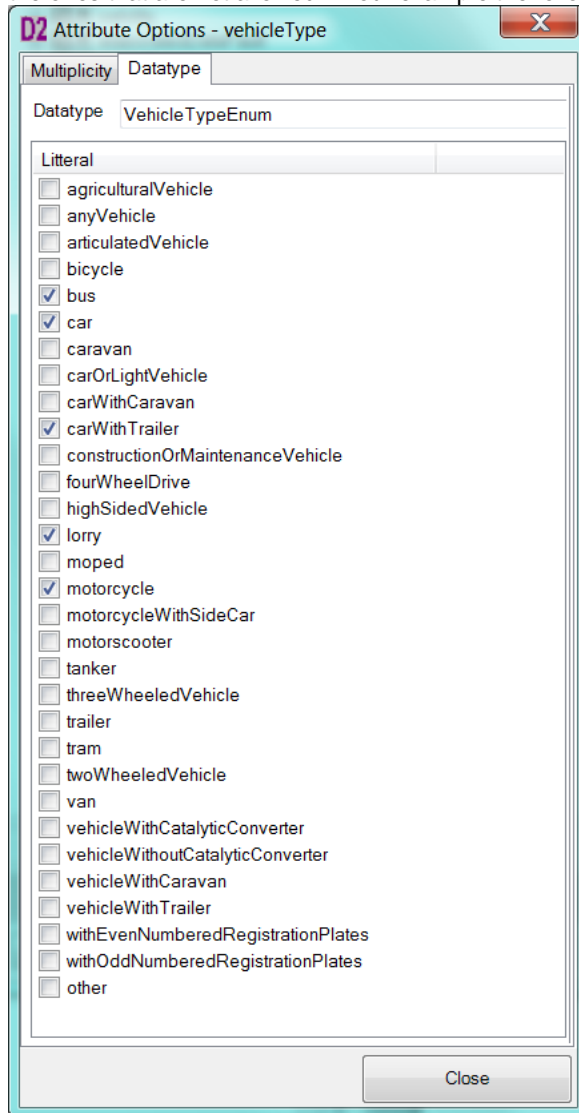 D2 Attribute Options - vehicleType
X
Multiplicity Datatype
Datatype VehicleTypeEnum
Litteral
agriculturalVehicle
anyVehicle
articulatedVehicle
bicycle
bus
car
caravan
carOrLightVehicle
carWithCaravan
carWithTrailer
constructionOrMaintenanceVehicle
fourWheelDrive
highSidedVehicle
lorry
moped
motorcycle
motorcycleWithSideCar
motorscooter
tanker
threeWheeledVehicle
trailer
tram
twoWheeledVehicle
van
vehicleWithCatalyticConverter
vehicleWithoutCatalyticConverter
vehicleWithCaravan
vehicleWithTrailer
withEvenNumberedRegistrationPlates
withOddNumberedRegistrationPlates
other
Close